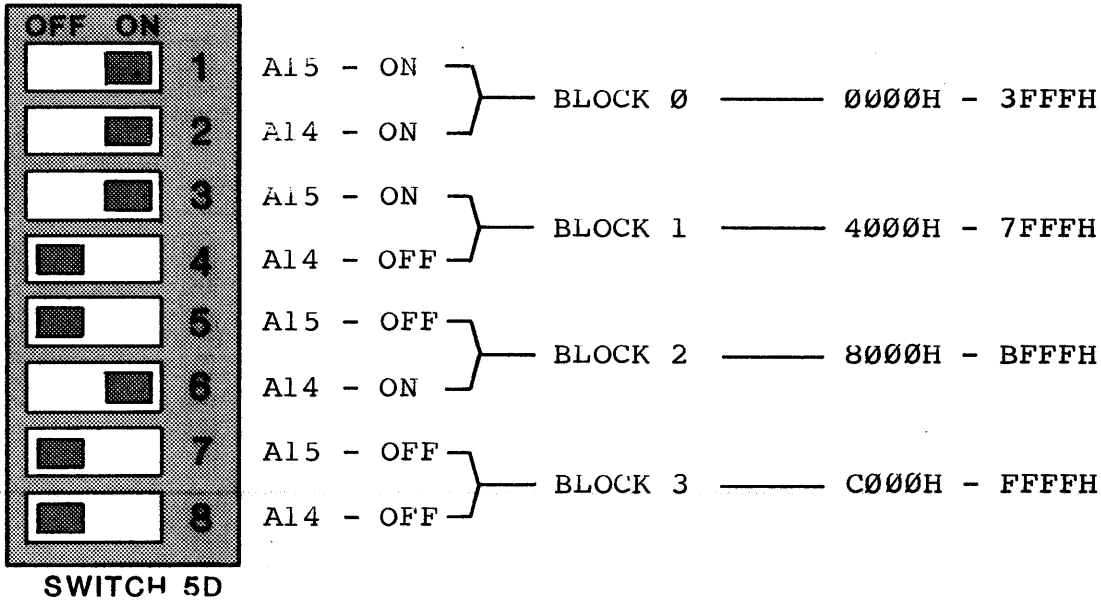 OFF ON
1 A15 - ON
BLOCK Ø ØØØØH - 3FFFH
2 A14 - ON
3 A15 - ON
BLOCK 1 4ØØØH - 7FFFH
4 A14 - OFF
5 A15 - OFF
BLOCK 2 8ØØØH - BFFFH
6 A14 - ON
7 A15 - OFF
BLOCK 3 CØØØH - FFFFH
8 A14 - OFF
SWITCH 5D